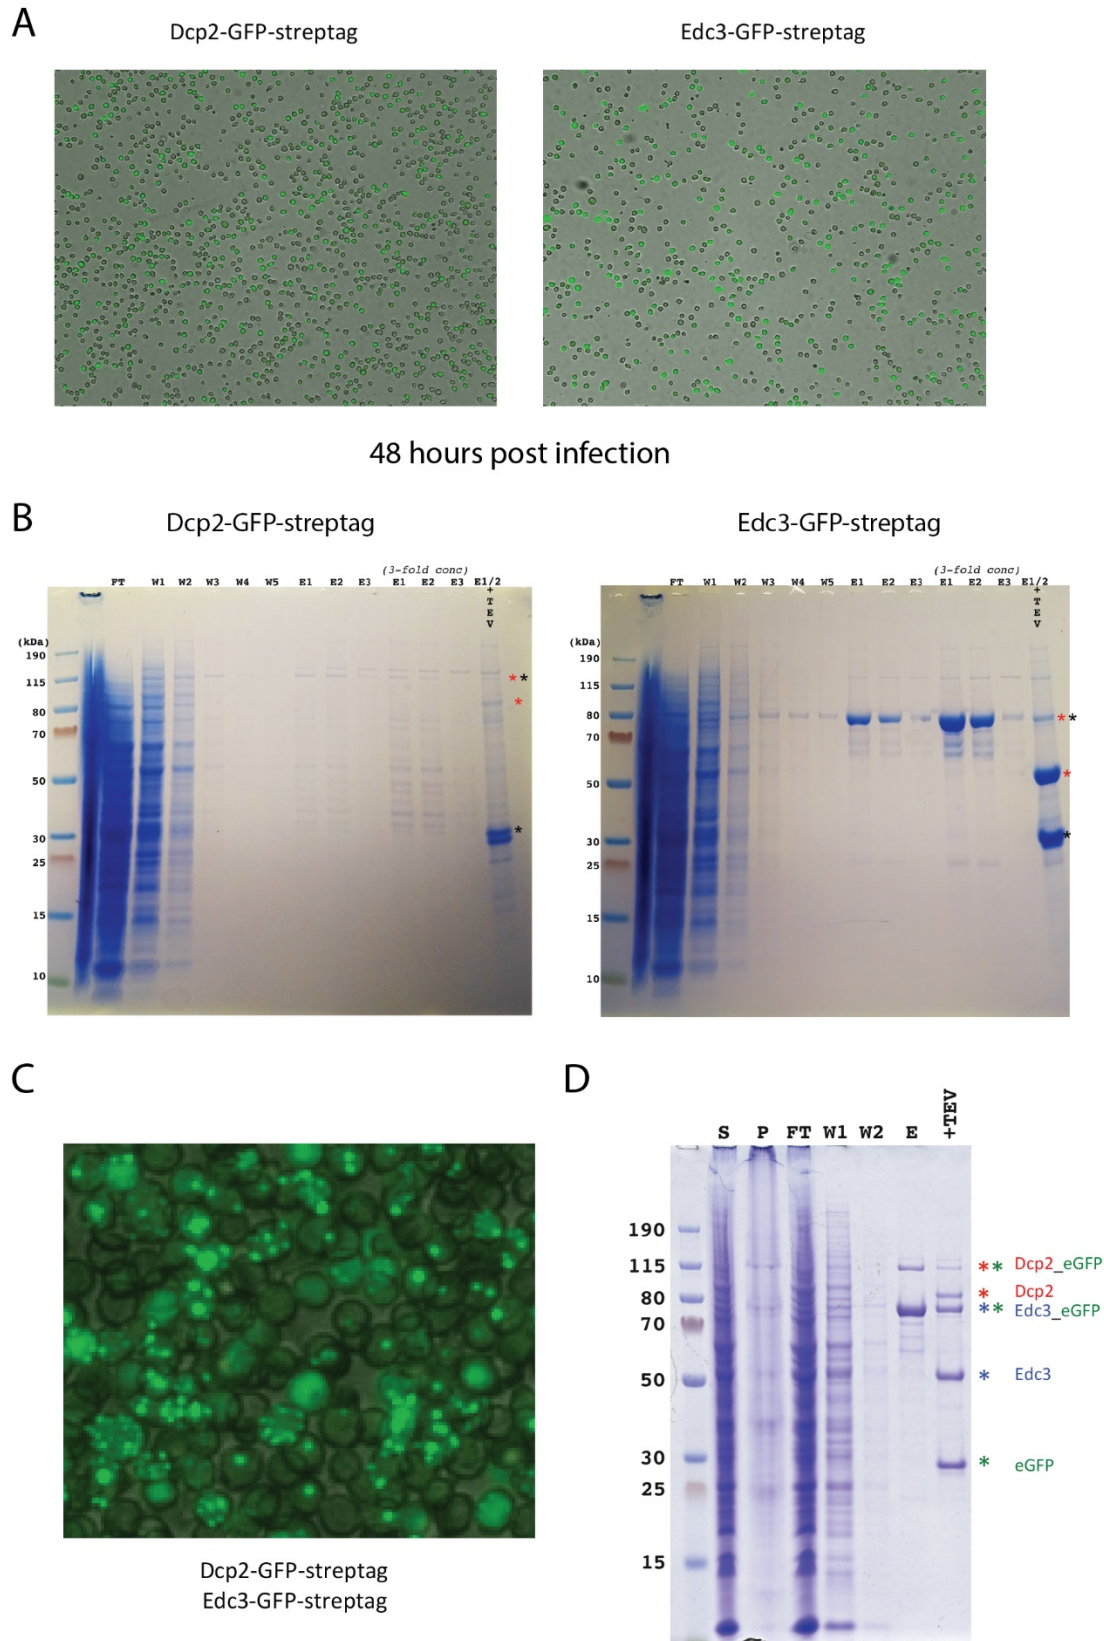 A
Dcp2-GFP-streptag
Edc3-GFP-streptag
48 hours post infection
B
Dcp2-GFP-streptag
Edc3-GFP-streptag
(3-fold conc)
FT W1 W2 W3 W4 W5 E1 E2 E3 E1 E2 E3 E1/2
+
T
E
V
(kDa)
190
115
**
80
*
70
50
30
*
25
15
10
(3-fold conc)
FT W1 W2 W3 W4 W5 E1 E2 E3 E1 E2 E3 E1/2
+
T
E
V
(kDa)
190
115
80
**
70
*
50
30
*
25
15
10
C
Dcp2-GFP-streptag
Edc3-GFP-streptag
D
S P FT W1 W2 E +TEV
190
115 ** Dcp2_eGFP
80 * Dcp2
** Edc3_eGFP
70
50 * Edc3
30 * eGFP
25
15